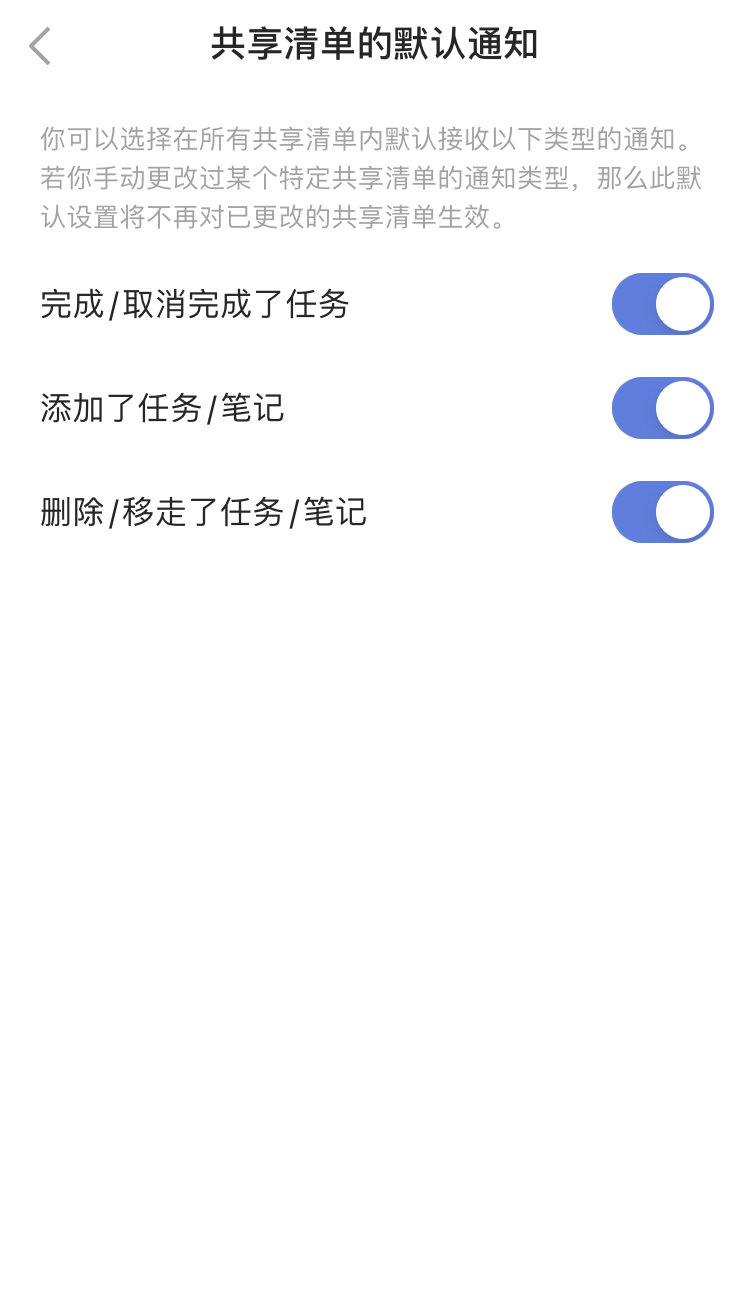 共享清单的默认通知
你可以选择在所有共享清单内默认接收以下类型的通知。
若你手动更改过某个特定共享清单的通知类型，那么此默
认设置将不再对已更改的共享清单生效。
完成/取消完成了任务
添加了任务/笔记
删除/移走了任务/笔记